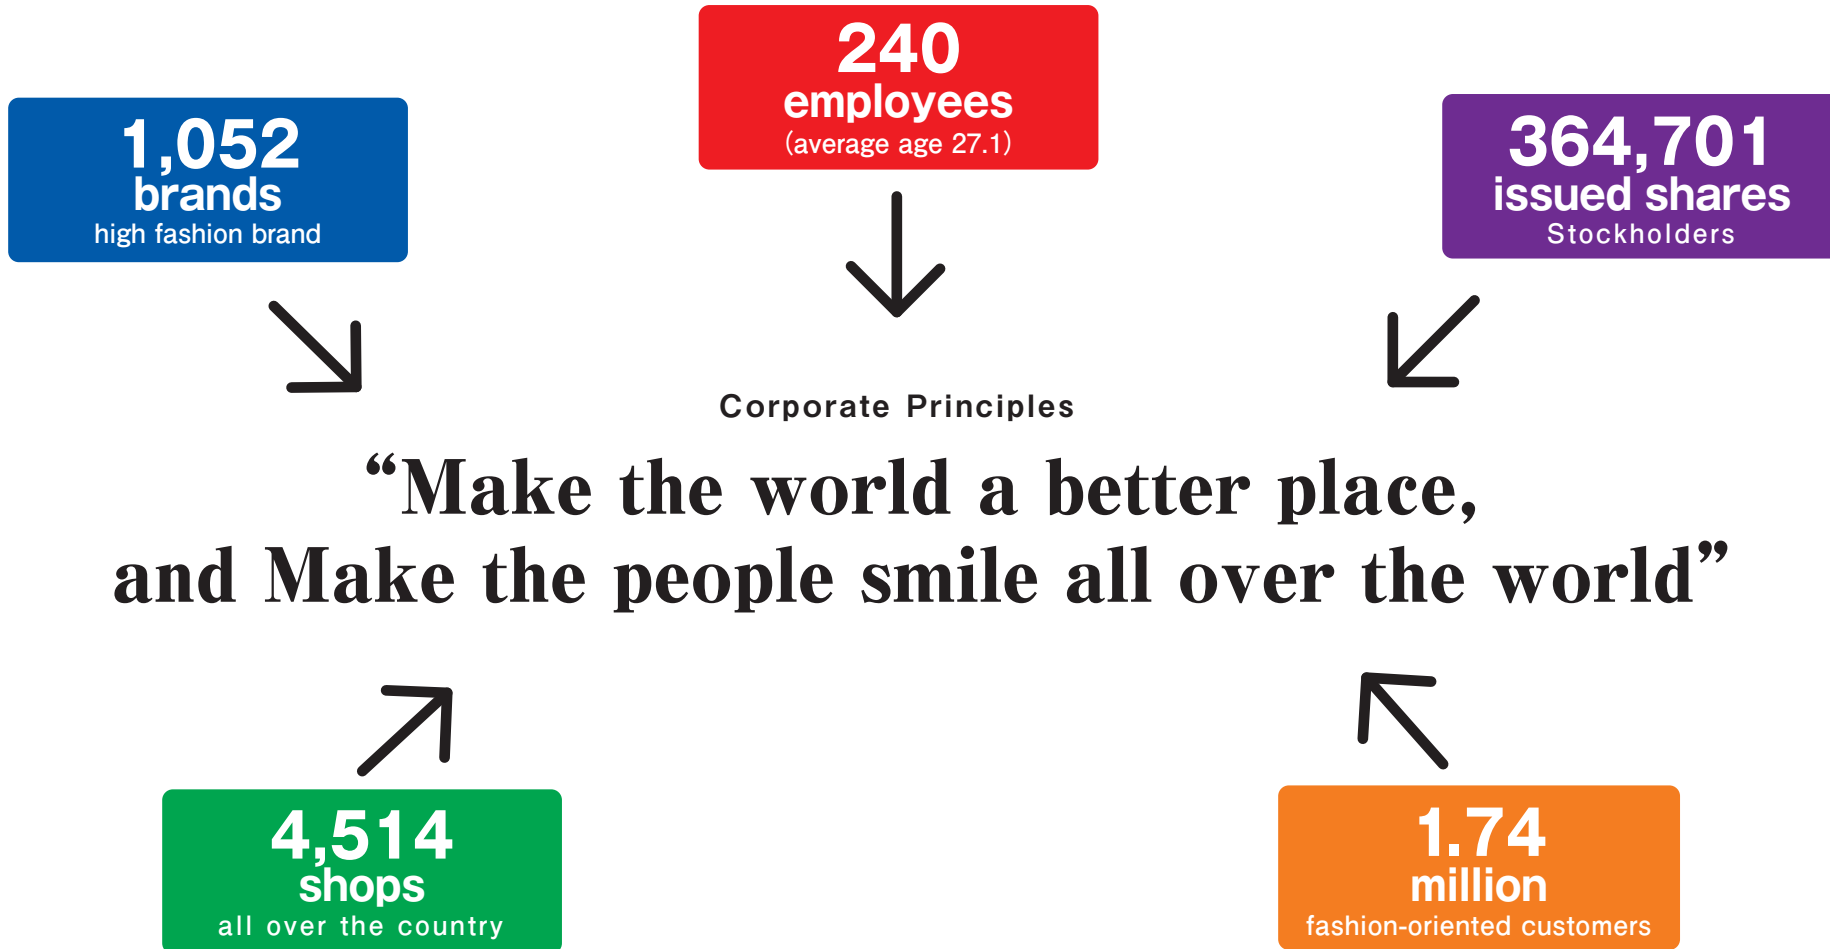 240
employees
(average age 27.1)
1,052
brands
high fashion brand
364,701
issued shares
Stockholders
Corporate Principles
“Make the world a better place,
and Make the people smile all over the world”
4,514
shops
all over the country
1.74
million
fashion-oriented customers